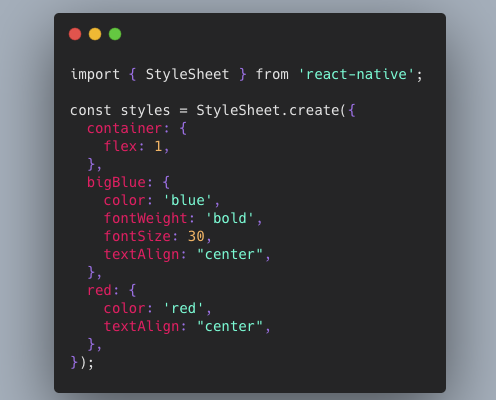 import { StyleSheet } from 'react-native';

const styles = StyleSheet.create({
  container: {
    flex: 1,
  },
  bigBlue: {
    color: 'blue',
    fontWeight: 'bold',
    fontSize: 30,
    textAlign: "center",
  },
  red: {
    color: 'red',
    textAlign: "center",
  },
});